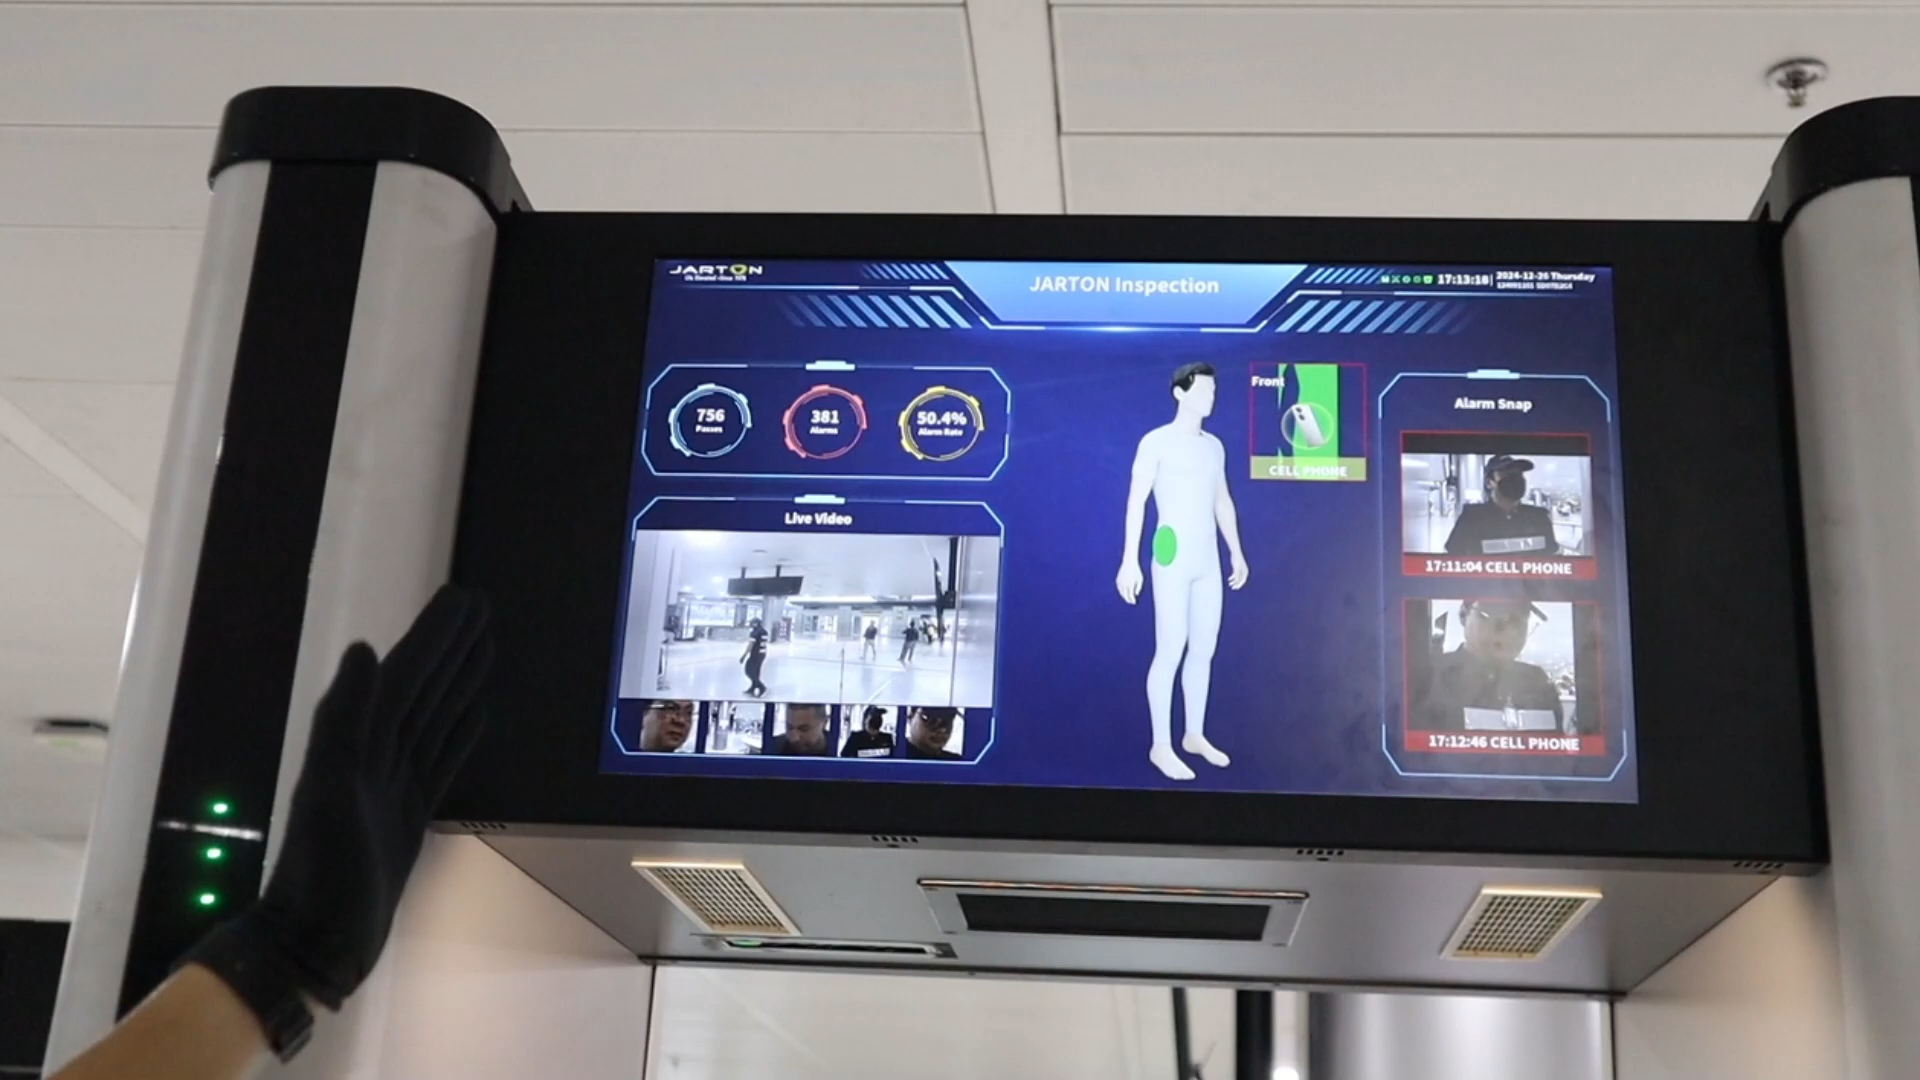 JARTON
JARTON Inspection
17:13:18
2024-12-26 Thursday
756
Passes
381
Alarms
50.4%
Alarm Rate
Live Video
Front
CELL PHONE
Alarm Snap
17:11:04 CELL PHONE
17:12:46 CELL PHONE